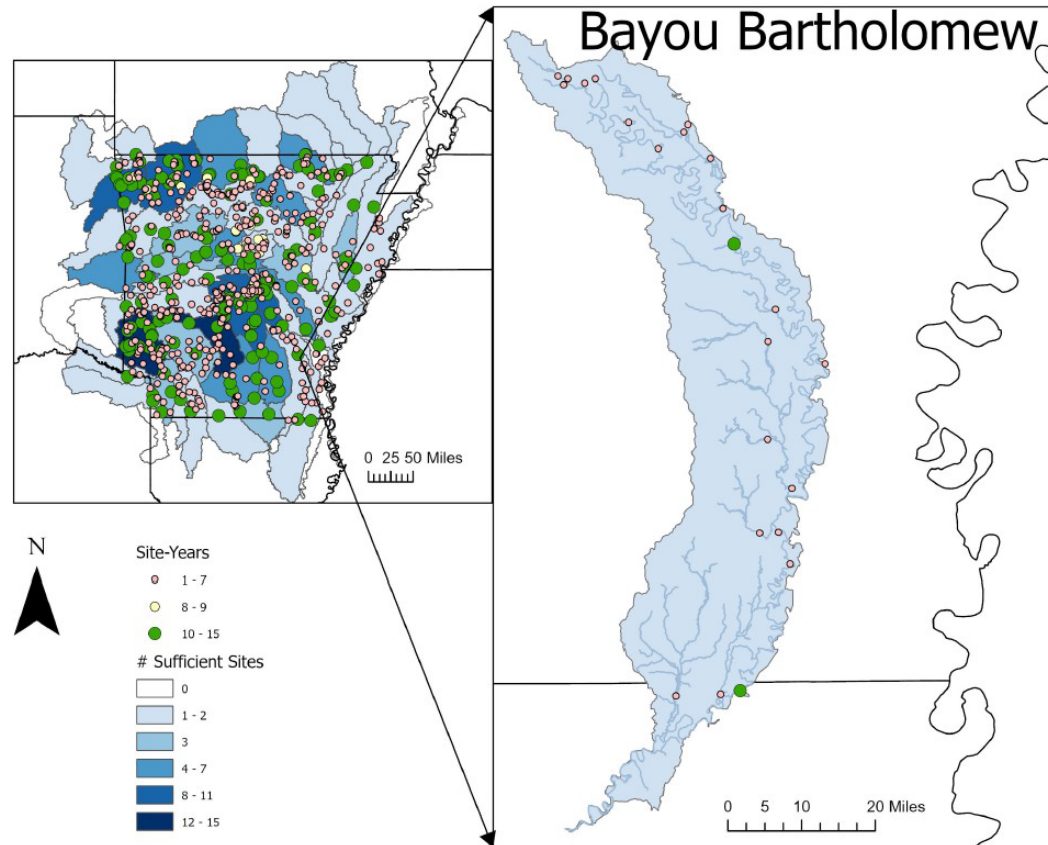 Bayou Bartholomew
0 25 50 Miles
N
Site-Years
1 - 7
8 - 9
10 - 15
# Sufficient Sites
0
1 - 2
3
4 - 7
8 - 11
12 - 15
0 5 10 20 Miles